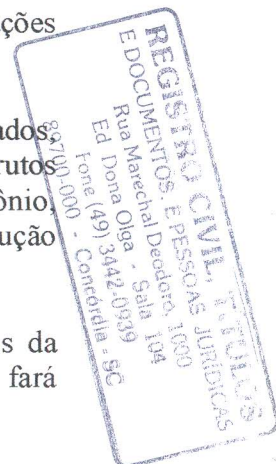 ções
ados,
rutos
ônio,
ução
s da
fará
REGISTRO CIVIL, TÍTULOS
E DOCUMENTOS, E PESSOAS JURÍDICAS
Rua Marechal Deodoro, 1000
Ed Dona Olga - Sala 104
Fone (49) 3442-0939
89700-000 - Concórdia - SC